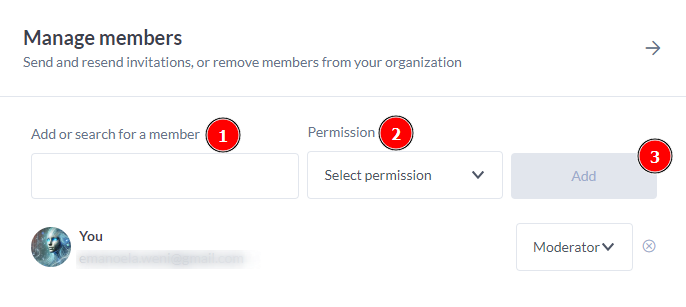 Manage members
Send and resend invitations, or remove members from your organization
Add or search for a member 1 Permission 2
Select permission Add 3
You
Moderator